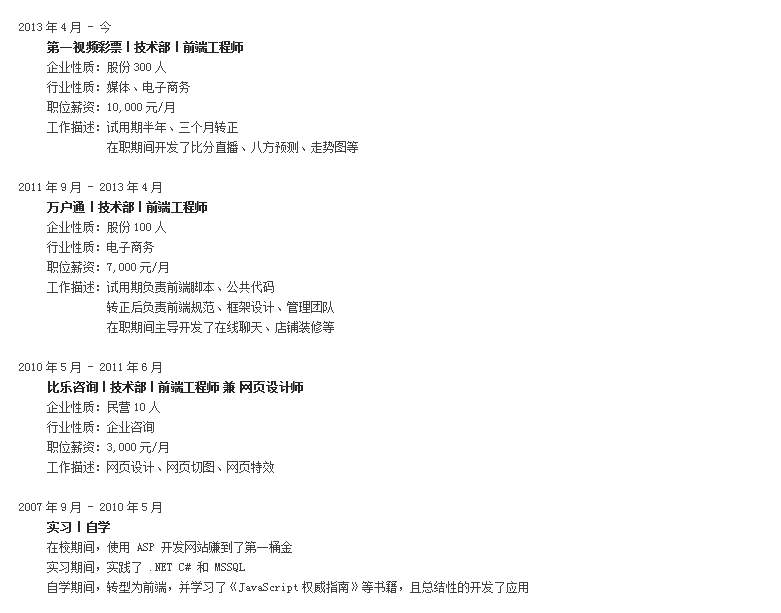 2013 年 4 月 - 今
第一视频彩票 | 技术部 | 前端工程师
企业性质：股份 300 人
行业性质：媒体、电子商务
职位薪资：10,000 元/月
工作描述：试用期半年、三个月转正
在职期间开发了比分直播、八方预测、走势图等
2011 年 9 月 - 2013 年 4 月
万户通 | 技术部 | 前端工程师
企业性质：股份 100 人
行业性质：电子商务
职位薪资：7,000 元/月
工作描述：试用期负责前端脚本、公共代码
转正后负责前端规范、框架设计、管理团队
在职期间主导开发了在线聊天、店铺装修等
2010 年 5 月 - 2011 年 6 月
比乐咨询 | 技术部 | 前端工程师 兼 网页设计师
企业性质：民营 10 人
行业性质：企业咨询
职位薪资：3,000 元/月
工作描述：网页设计、网页切图、网页特效
2007 年 9 月 - 2010 年 5 月
实习 | 自学
在校期间，使用 ASP 开发网站赚到了第一桶金
实习期间，实践了 .NET C# 和 MSSQL
自学期间，转型为前端，并学习了《JavaScript 权威指南》等书籍，且总结性的开发了应用